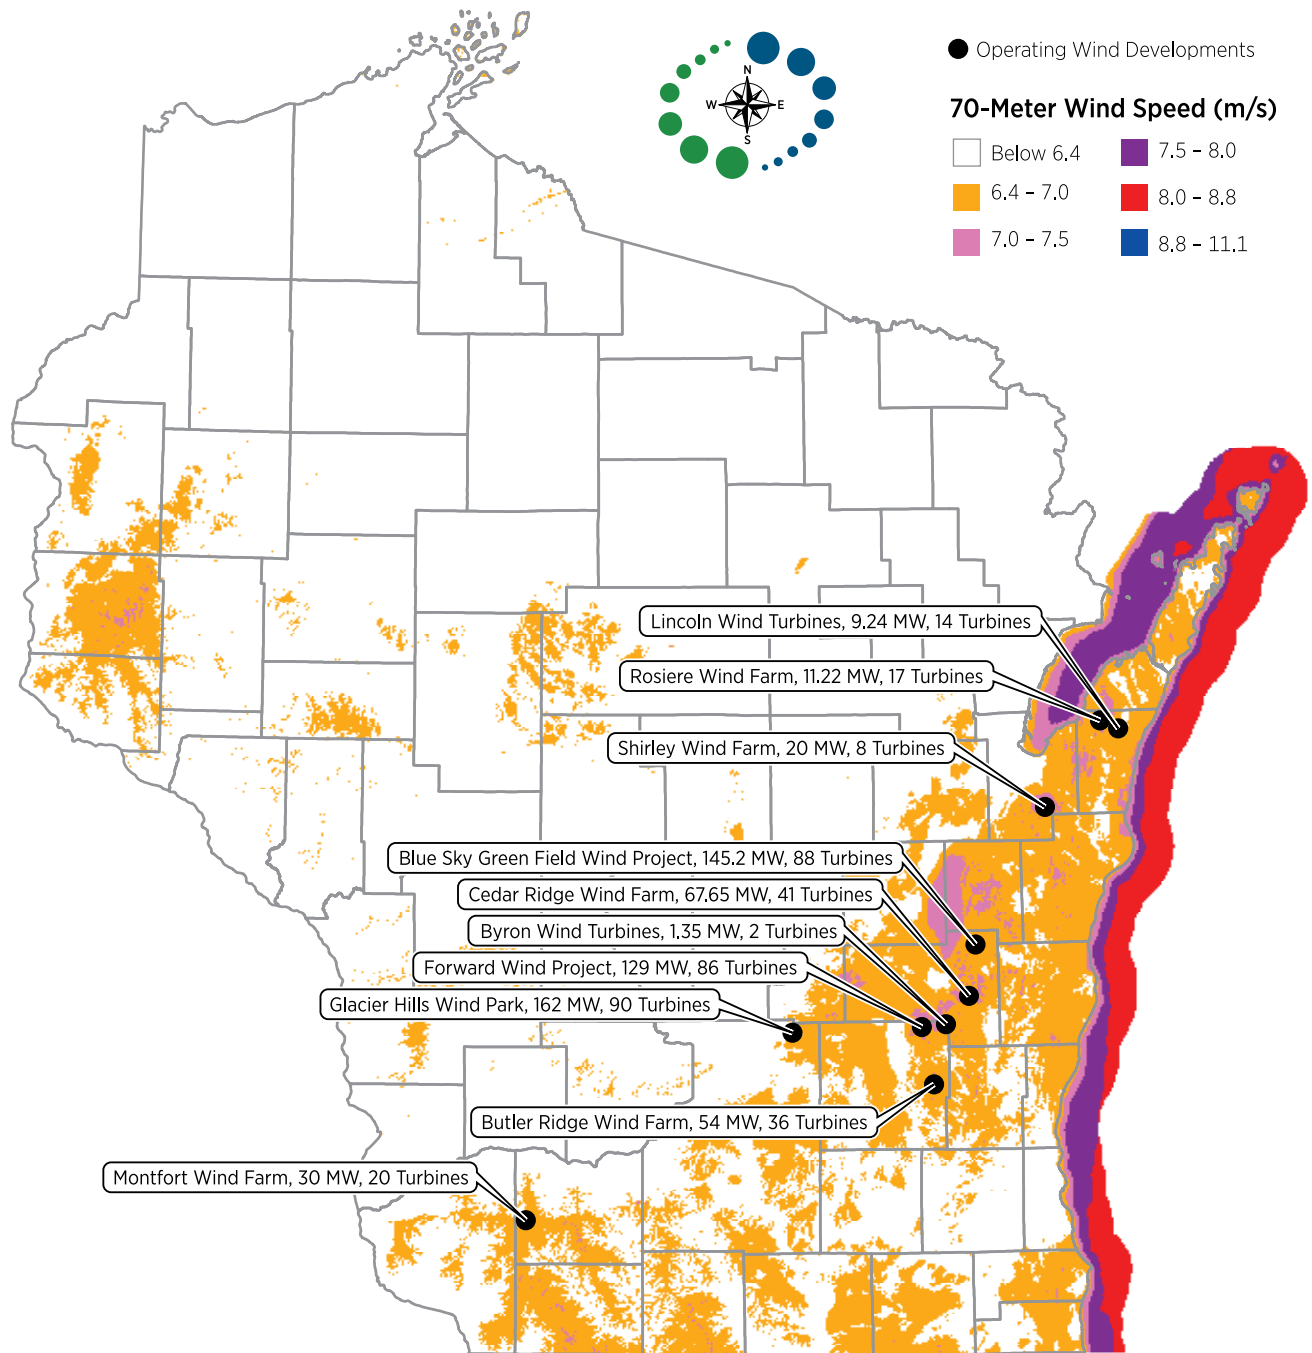 N
W
E
S
Operating Wind Developments
70-Meter Wind Speed (m/s)
Below 6.4
6.4 – 7.0
7.0 – 7.5
7.5 – 8.0
8.0 – 8.8
8.8 – 11.1
Lincoln Wind Turbines, 9.24 MW, 14 Turbines
Rosiere Wind Farm, 11.22 MW, 17 Turbines
Shirley Wind Farm, 20 MW, 8 Turbines
Blue Sky Green Field Wind Project, 145.2 MW, 88 Turbines
Cedar Ridge Wind Farm, 67.65 MW, 41 Turbines
Byron Wind Turbines, 1.35 MW, 2 Turbines
Forward Wind Project, 129 MW, 86 Turbines
Glacier Hills Wind Park, 162 MW, 90 Turbines
Butler Ridge Wind Farm, 54 MW, 36 Turbines
Montfort Wind Farm, 30 MW, 20 Turbines